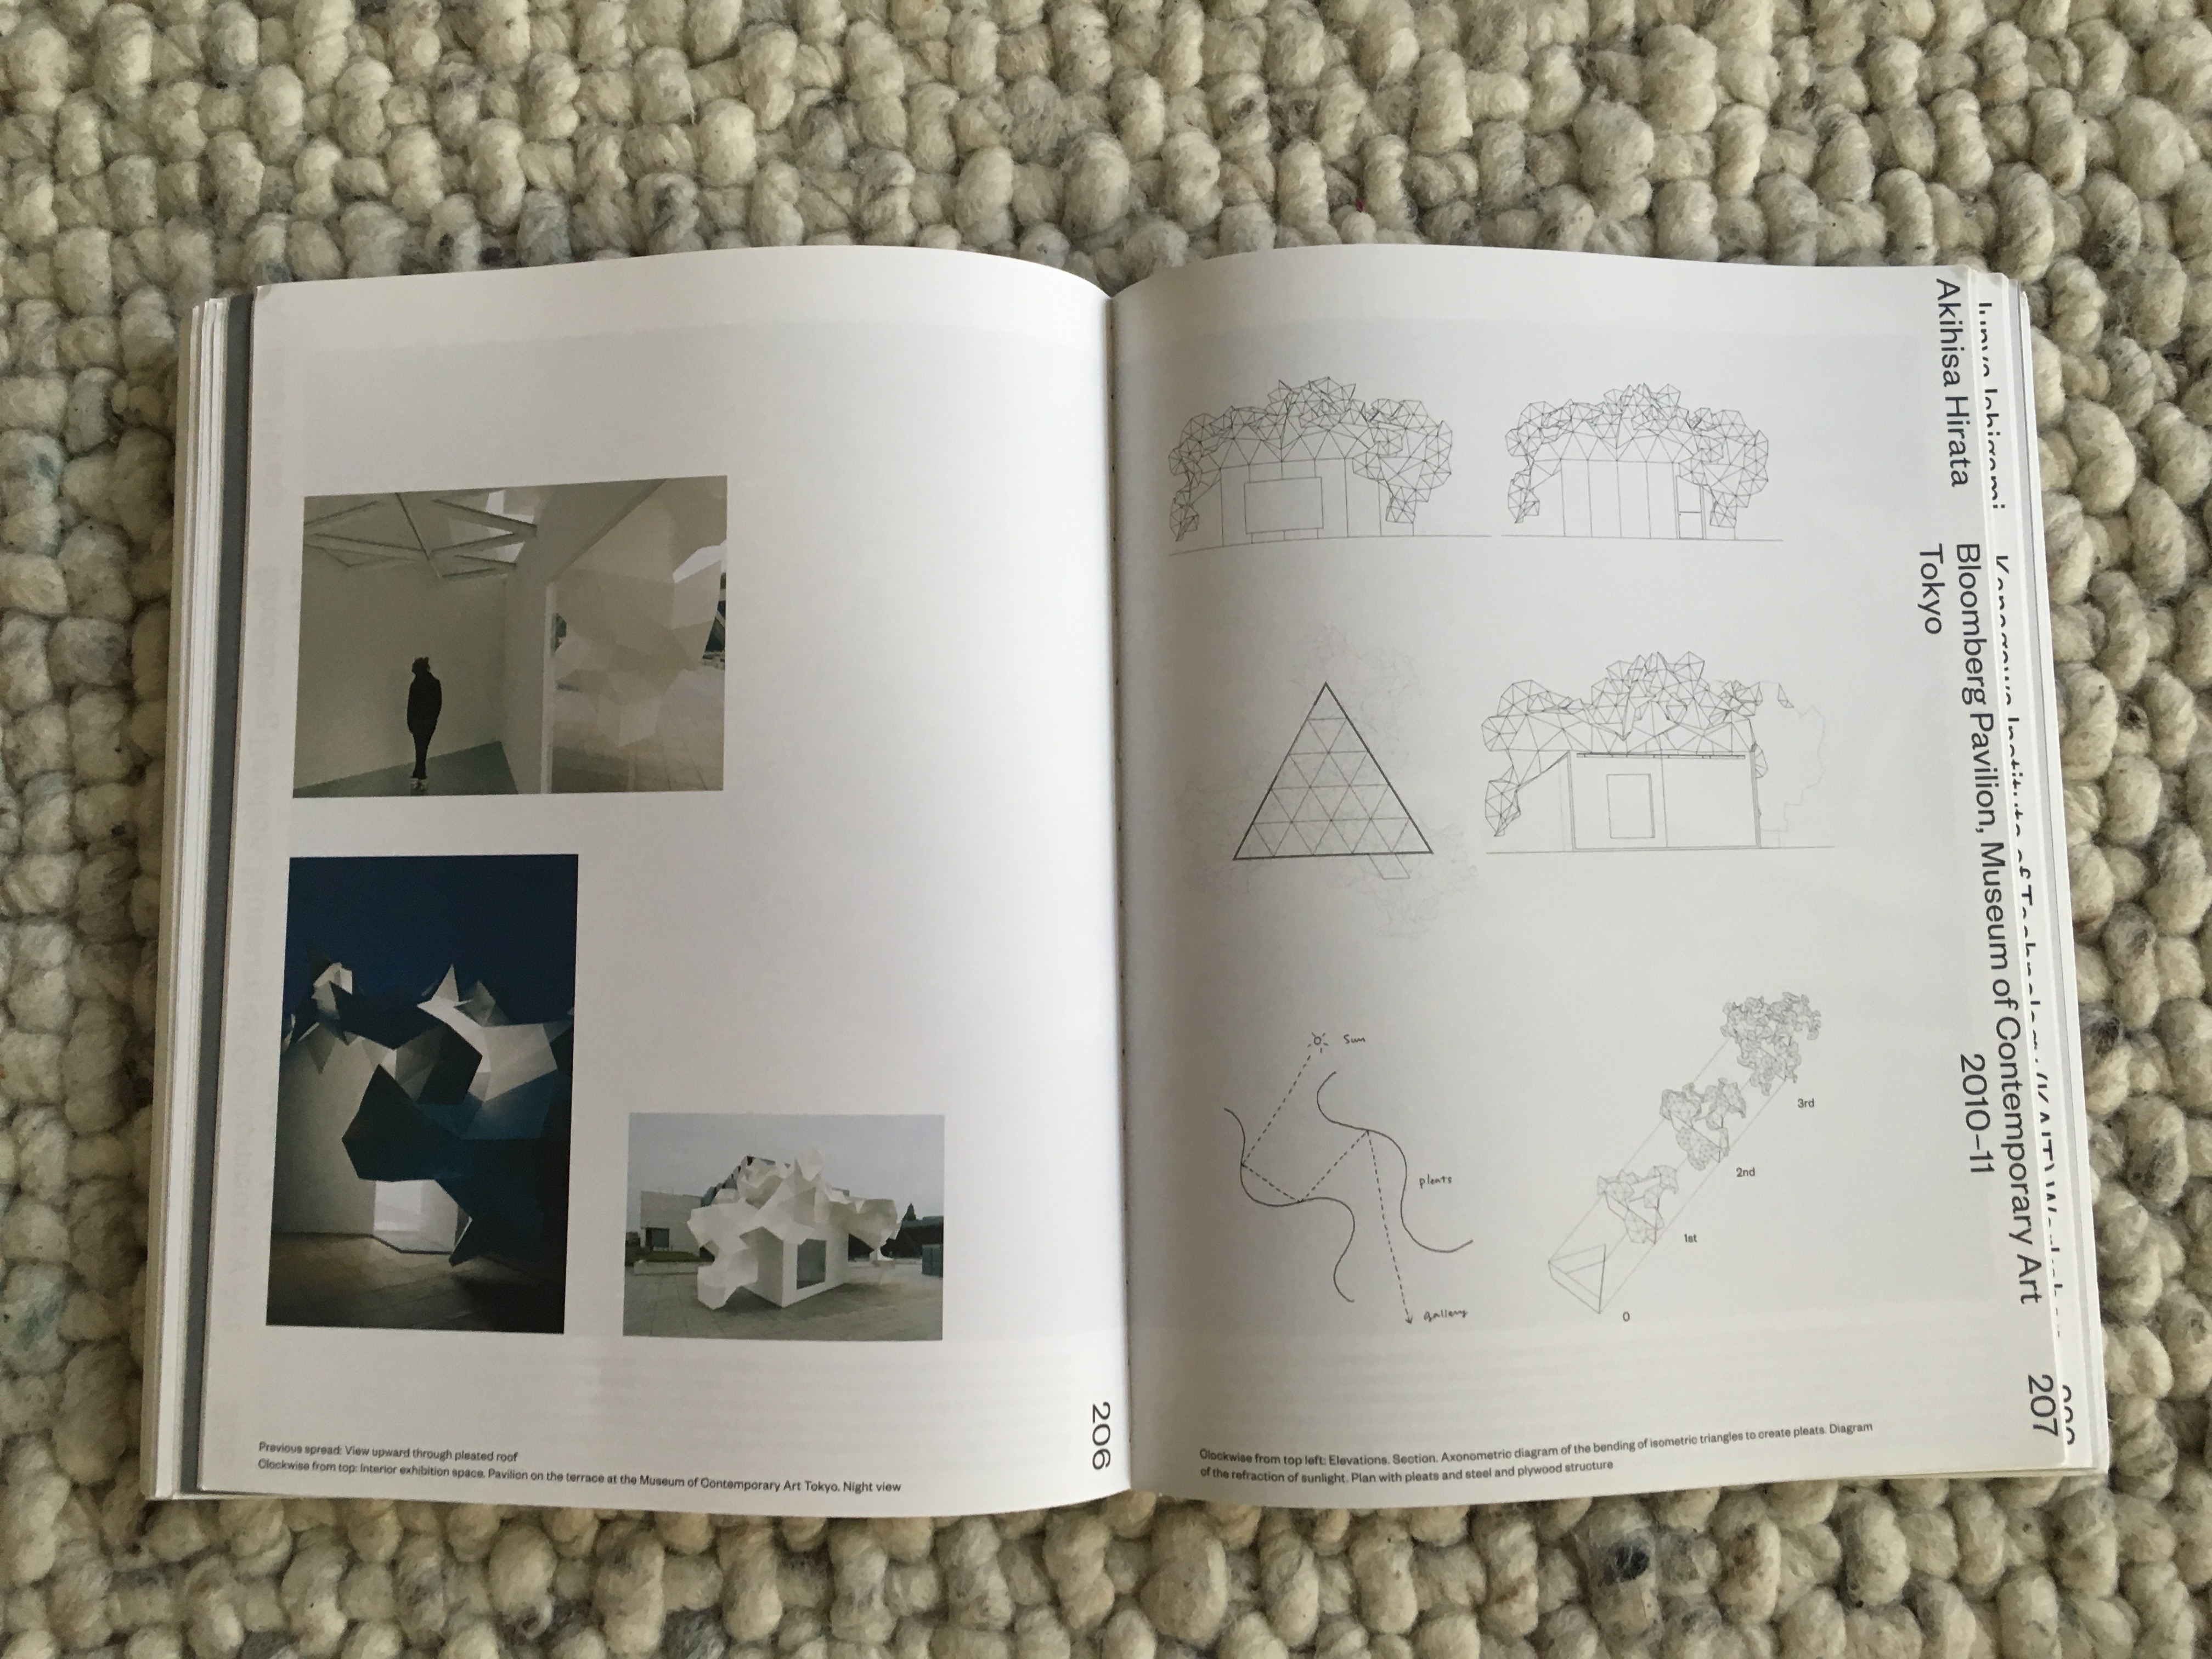 Previous spread: View upward through pleated roof
Clockwise from top: Interior exhibition space. Pavilion on the terrace at the Museum of Contemporary Art Tokyo. Night view
206
Sun
pleats
gallery
3rd
2nd
1st
0
Clockwise from top left: Elevations. Section. Axonometric diagram of the bending of isometric triangles to create pleats. Diagram
of the refraction of sunlight. Plan with pleats and steel and plywood structure
Akihisa Hirata
Bloomberg Pavilion, Museum of Contemporary Art
Tokyo
2010–11
207